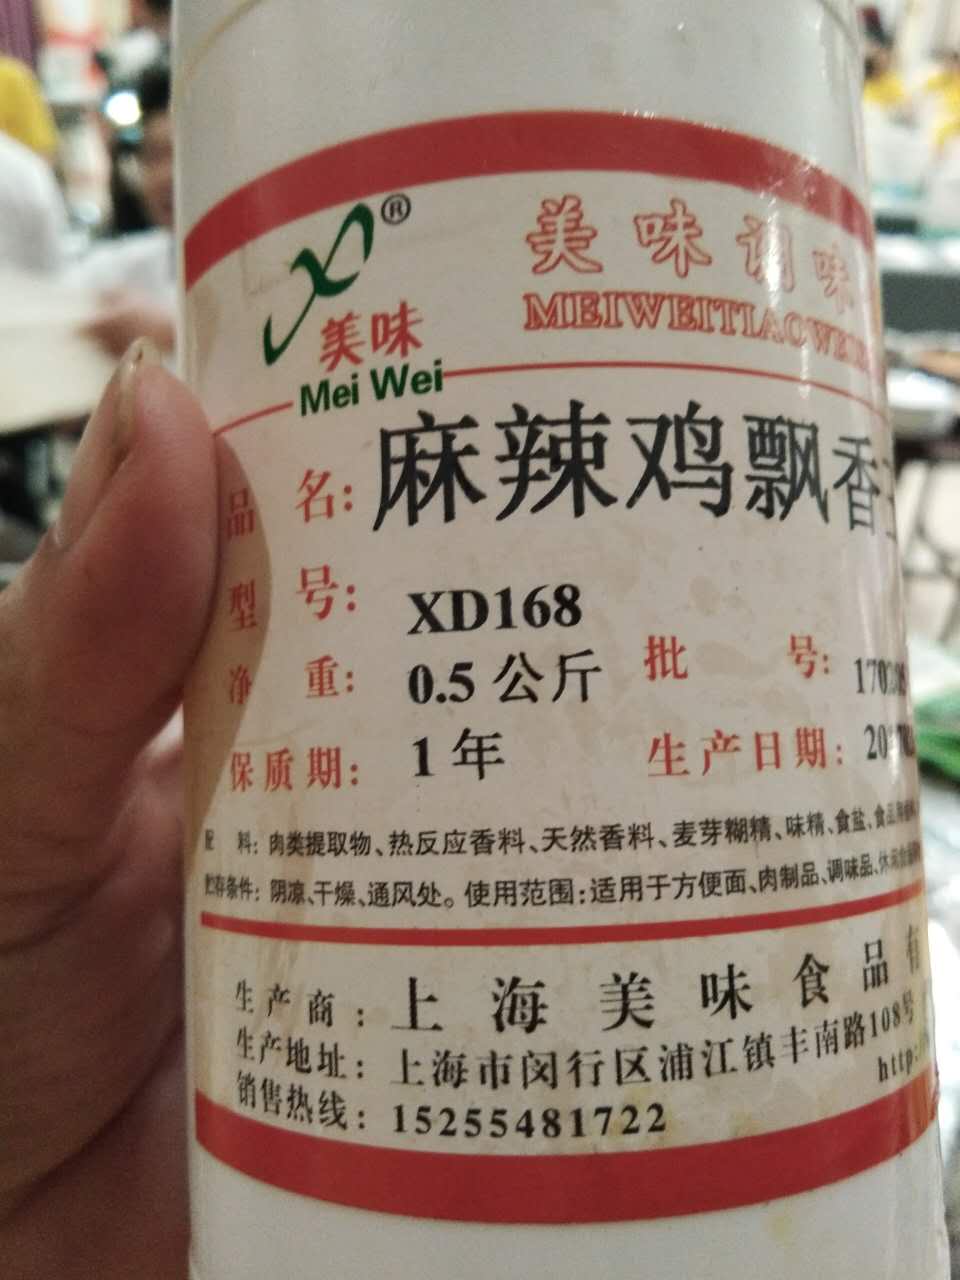 ®
美味
Mei Wei
美味调味
MEIWEITIAOWEI
品 名: 麻辣鸡飘香
型 号: XD168
净 重: 0.5公斤
批 号:
保质期: 1年
生产日期:
配 料: 肉类提取物、热反应香料、天然香料、麦芽糊精、味精、食盐、食品
贮存条件: 阴凉、干燥、通风处。使用范围: 适用于方便面、肉制品、调味品、休闲
生产商: 上海美味食品有
生产地址: 上海市闵行区浦江镇丰南路108号
http:
销售热线: 15255481722